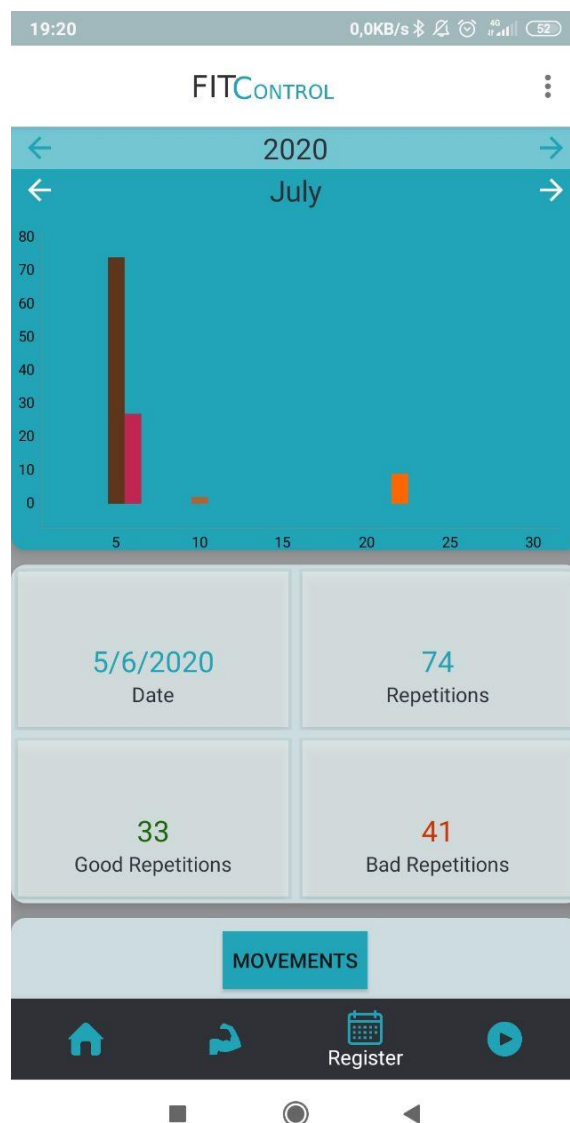 19:20 0,0KB/s 4G 52
FITCONTROL
2020
July
80
70
60
50
40
30
20
10
0
5 10 15 20 25 30
5/6/2020 74
Date Repetitions
33 41
Good Repetitions Bad Repetitions
MOVEMENTS
Register